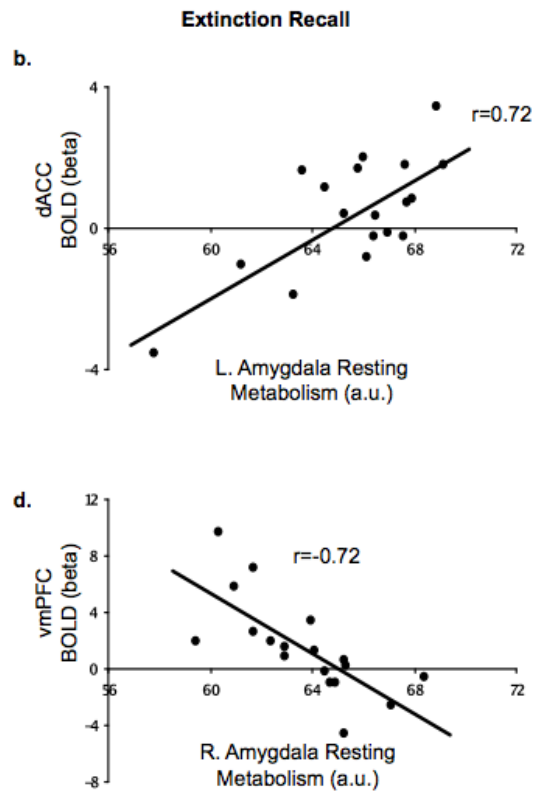 Extinction Recall
b.
4
r=0.72
dACC
BOLD (beta)
0
56
60
64
68
72
-4
L. Amygdala Resting
Metabolism (a.u.)
d.
12
8
r=-0.72
vmPFC
BOLD (beta)
4
0
56
60
64
68
72
-4
R. Amygdala Resting
Metabolism (a.u.)
-8